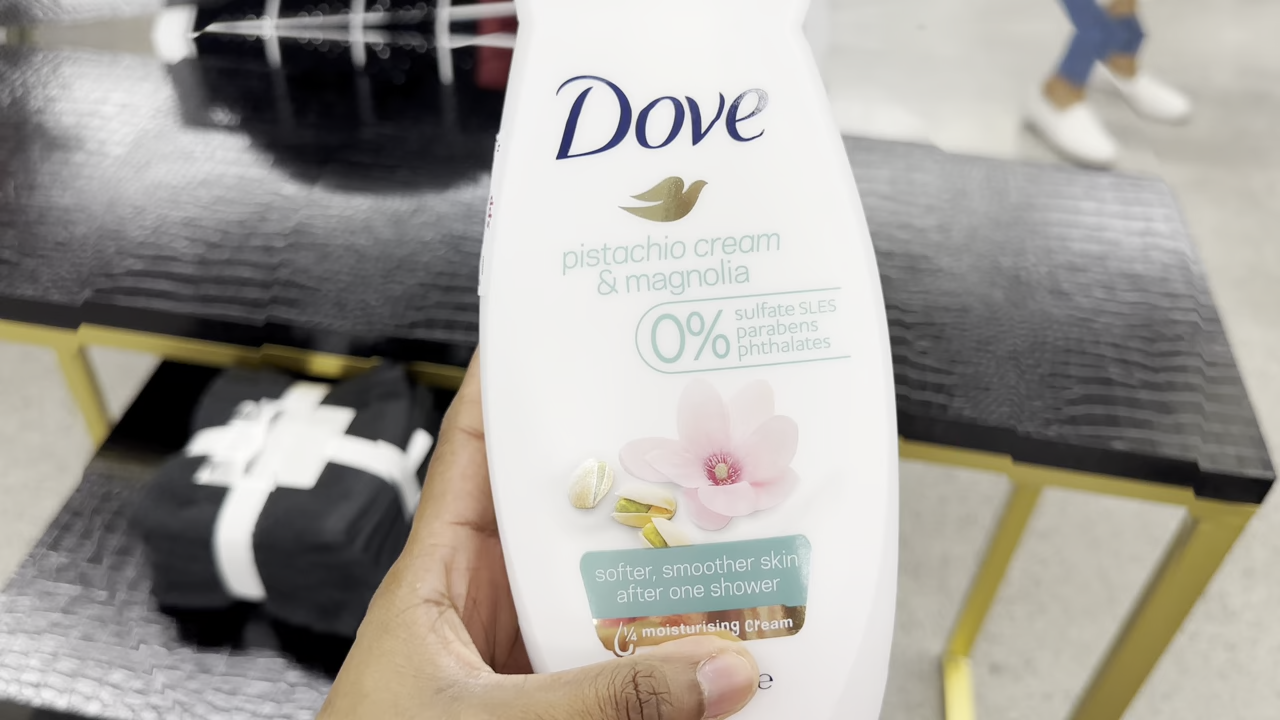 Dove
pistachio cream
& magnolia
0%
sulfate SLES
parabens
phthalates
softer, smoother skin
after one shower
¼ moisturising cream